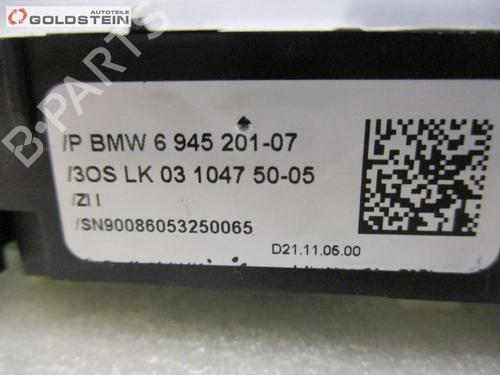 AUTOTEILE
GOLDSTEIN
B-PARTS
/P BMW 6 945 201-07
/3OS LK 03 1047 50-05
/ZI I
/SN90086053250065
D21.11.05.00